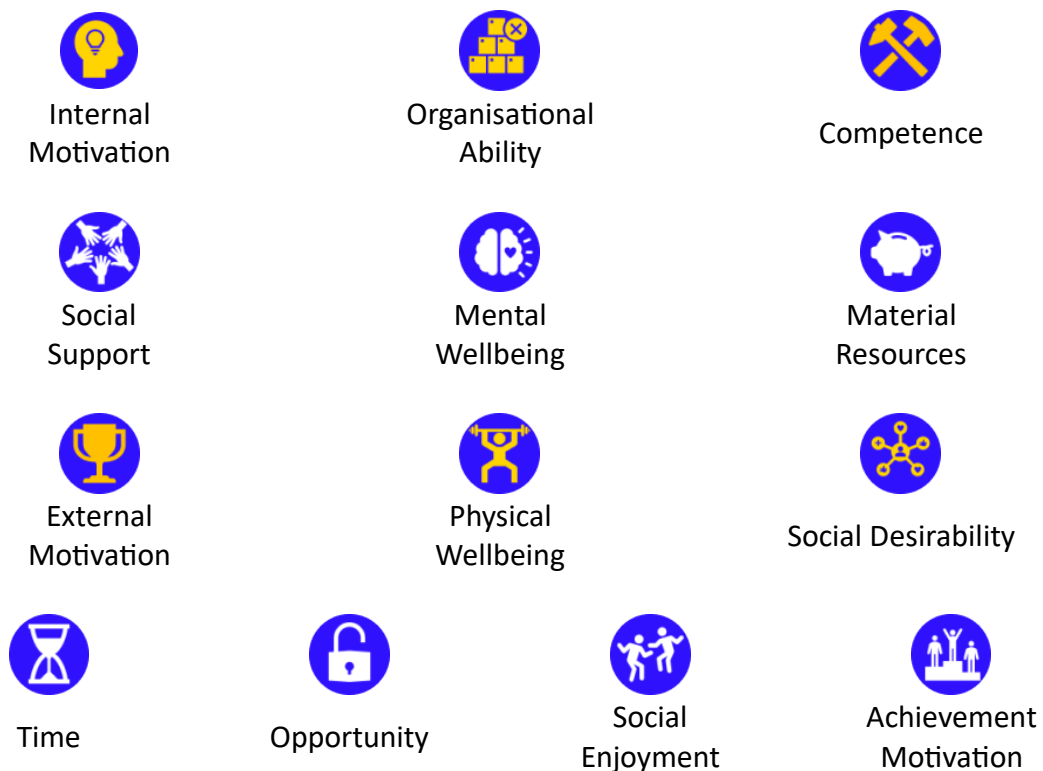 Internal
Motivation
Organisational
Ability
Competence
Social
Support
Mental
Wellbeing
Material
Resources
External
Motivation
Physical
Wellbeing
Social Desirability
Time
Opportunity
Social
Enjoyment
Achievement
Motivation